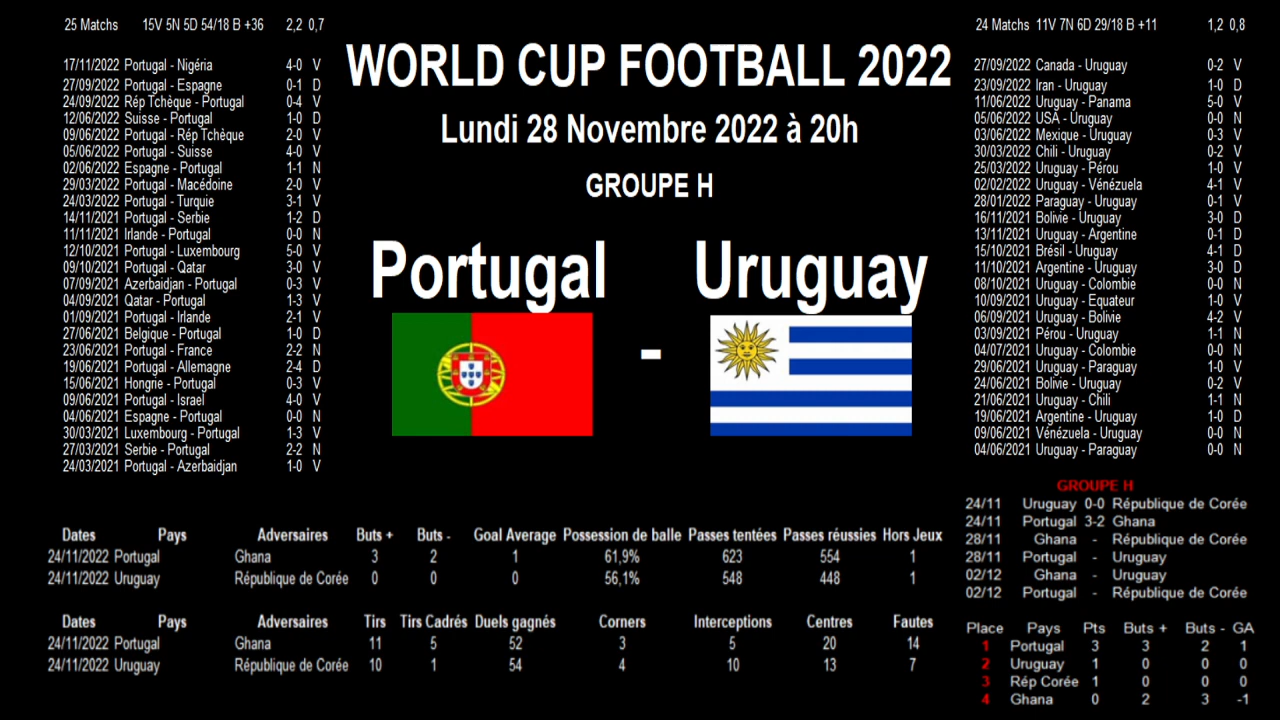 25 Matchs 15V 5N 5D 54/18 B +36 2,2 0,7
17/11/2022 Portugal - Nigéria 4-0 V
27/09/2022 Portugal - Espagne 0-1 D
24/09/2022 Rép Tchèque - Portugal 0-4 V
12/06/2022 Suisse - Portugal 1-0 D
09/06/2022 Portugal - Rép Tchèque 2-0 V
05/06/2022 Portugal - Suisse 4-0 V
02/06/2022 Espagne - Portugal 1-1 N
29/03/2022 Portugal - Macédoine 2-0 V
24/03/2022 Portugal - Turquie 3-1 V
14/11/2021 Portugal - Serbie 1-2 D
11/11/2021 Irlande - Portugal 0-0 N
12/10/2021 Portugal - Luxembourg 5-0 V
09/10/2021 Portugal - Qatar 3-0 V
07/09/2021 Azerbaidjan - Portugal 0-3 V
04/09/2021 Qatar - Portugal 1-3 V
01/09/2021 Portugal - Irlande 2-1 V
27/06/2021 Belgique - Portugal 1-0 D
23/06/2021 Portugal - France 2-2 N
19/06/2021 Portugal - Allemagne 2-4 D
15/06/2021 Hongrie - Portugal 0-3 V
09/06/2021 Portugal - Israel 4-0 V
04/06/2021 Espagne - Portugal 0-0 N
30/03/2021 Luxembourg - Portugal 1-3 V
27/03/2021 Serbie - Portugal 2-2 N
24/03/2021 Portugal - Azerbaidjan 1-0 V
WORLD CUP FOOTBALL 2022
Lundi 28 Novembre 2022 à 20h
GROUPE H
Portugal - Uruguay
24 Matchs 11V 7N 6D 29/18 B +11 1,2 0,8
27/09/2022 Canada - Uruguay 0-2 V
23/09/2022 Iran - Uruguay 1-0 D
11/06/2022 Uruguay - Panama 5-0 V
05/06/2022 USA - Uruguay 0-0 N
03/06/2022 Mexique - Uruguay 0-3 V
30/03/2022 Chili - Uruguay 0-2 V
25/03/2022 Uruguay - Pérou 1-0 V
02/02/2022 Uruguay - Vénézuela 4-1 V
28/01/2022 Paraguay - Uruguay 0-1 V
16/11/2021 Bolivie - Uruguay 3-0 D
13/11/2021 Uruguay - Argentine 0-1 D
15/10/2021 Brésil - Uruguay 4-1 D
11/10/2021 Argentine - Uruguay 3-0 D
08/10/2021 Uruguay - Colombie 0-0 N
10/09/2021 Uruguay - Equateur 1-0 V
06/09/2021 Uruguay - Bolivie 4-2 V
03/09/2021 Pérou - Uruguay 1-1 N
04/07/2021 Uruguay - Colombie 0-0 N
29/06/2021 Uruguay - Paraguay 1-0 V
24/06/2021 Bolivie - Uruguay 0-2 V
21/06/2021 Uruguay - Chili 1-1 N
19/06/2021 Argentine - Uruguay 1-0 D
09/06/2021 Vénézuela - Uruguay 0-0 N
04/06/2021 Uruguay - Paraguay 0-0 N
Dates Pays Adversaires Buts + Buts - Goal Average Possession de balle Passes tentées Passes réussies Hors Jeux
24/11/2022 Portugal Ghana 3 2 1 61,9% 623 554 1
24/11/2022 Uruguay République de Corée 0 0 0 56,1% 548 448 1
Dates Pays Adversaires Tirs Tirs Cadrés Duels gagnés Corners Interceptions Centres Fautes
24/11/2022 Portugal Ghana 11 5 52 3 5 20 14
24/11/2022 Uruguay République de Corée 10 1 54 4 10 13 7
GROUPE H
24/11 Uruguay 0-0 République de Corée
24/11 Portugal 3-2 Ghana
28/11 Ghana - République de Corée
28/11 Portugal - Uruguay
02/12 Ghana - Uruguay
02/12 Portugal - République de Corée
Place Pays Pts Buts + Buts - GA
1 Portugal 3 3 2 1
2 Uruguay 1 0 0 0
3 Rép Corée 1 0 0 0
4 Ghana 0 2 3 -1